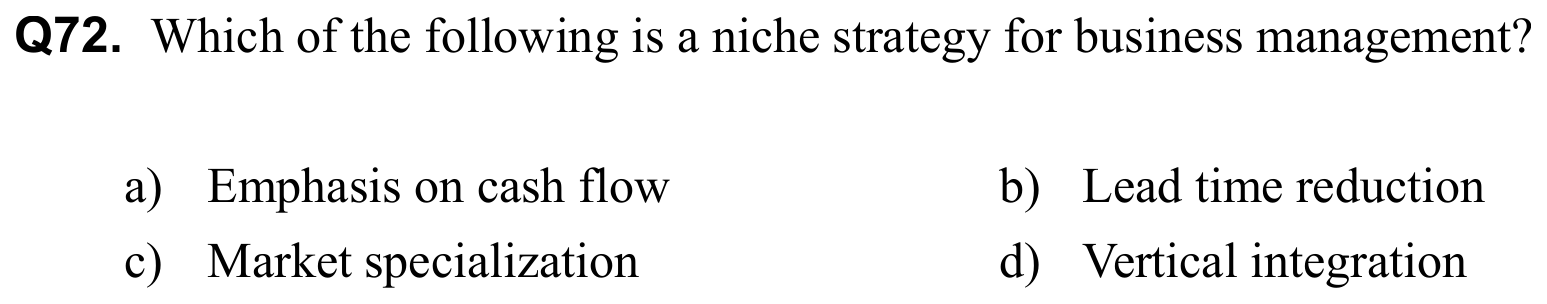 Q72. Which of the following is a niche strategy for business management?
a) Emphasis on cash flow b) Lead time reduction
c) Market specialization d) Vertical integration